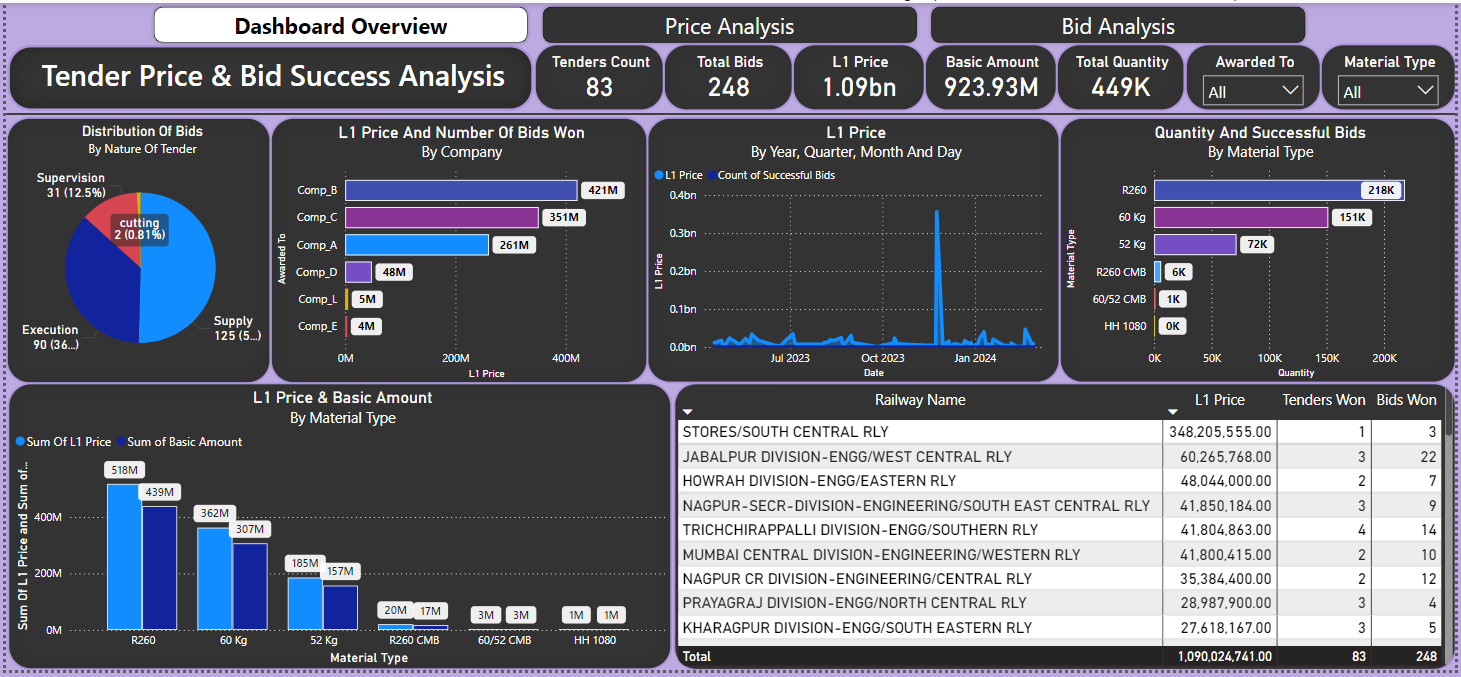 Dashboard Overview
Price Analysis
Bid Analysis
Tender Price & Bid Success Analysis
Tenders Count
83
Total Bids
248
L1 Price
1.09bn
Basic Amount
923.93M
Total Quantity
449K
Awarded To
All
Material Type
All
Distribution Of Bids
By Nature Of Tender
Supervision
31 (12.5%)
cutting
2 (0.81%)
Execution
90 (36...)
Supply
125 (5...)
L1 Price And Number Of Bids Won
By Company
Awarded To
Comp_B 421M
Comp_C 351M
Comp_A 261M
Comp_D 48M
Comp_L 5M
Comp_E 4M
0M 200M 400M
L1 Price
L1 Price
By Year, Quarter, Month And Day
L1 Price Count of Successful Bids
L1 Price
0.4bn
0.3bn
0.2bn
0.1bn
0.0bn
Jul 2023 Oct 2023 Jan 2024
Date
Quantity And Successful Bids
By Material Type
Material Type
R260 218K
60 Kg 151K
52 Kg 72K
R260 CMB 6K
60/52 CMB 1K
HH 1080 0K
0K 50K 100K 150K 200K
Quantity
L1 Price & Basic Amount
By Material Type
Sum Of L1 Price Sum of Basic Amount
Sum Of L1 Price and Sum of...
400M
200M
0M
518M 439M
362M 307M
185M 157M
20M 17M
3M 3M
1M 1M
R260 60 Kg 52 Kg R260 CMB 60/52 CMB HH 1080
Material Type
Railway Name L1 Price Tenders Won Bids Won
STORES/SOUTH CENTRAL RLY 348,205,555.00 1 3
JABALPUR DIVISION-ENGG/WEST CENTRAL RLY 60,265,768.00 3 22
HOWRAH DIVISION-ENGG/EASTERN RLY 48,044,000.00 2 7
NAGPUR-SECR-DIVISION-ENGINEERING/SOUTH EAST CENTRAL RLY 41,850,184.00 3 9
TRICHCHIRAPPALLI DIVISION-ENGG/SOUTHERN RLY 41,804,863.00 4 14
MUMBAI CENTRAL DIVISION-ENGINEERING/WESTERN RLY 41,800,415.00 2 10
NAGPUR CR DIVISION-ENGINEERING/CENTRAL RLY 35,384,400.00 2 12
PRAYAGRAJ DIVISION-ENGG/NORTH CENTRAL RLY 28,987,900.00 3 4
KHARAGPUR DIVISION-ENGG/SOUTH EASTERN RLY 27,618,167.00 3 5
Total 1,090,024,741.00 83 248